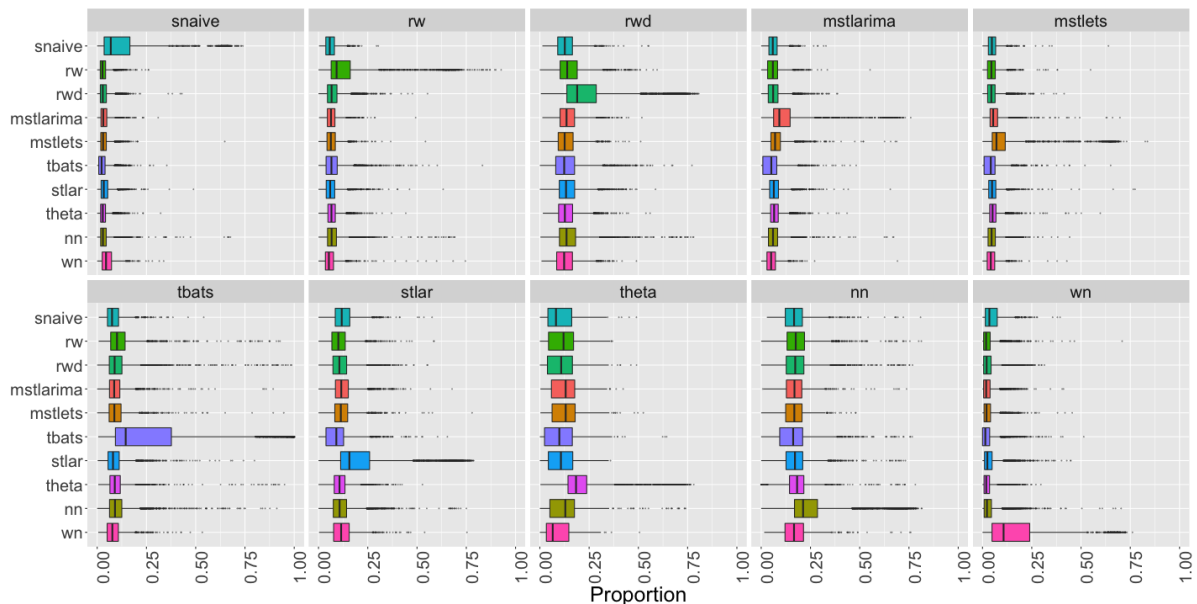 snaive rw rwd mstlarima mstlets
snaive
rw
rwd
mstlarima
mstlets
tbats
stlar
theta
nn
wn
tbats stlar theta nn wn
snaive
rw
rwd
mstlarima
mstlets
tbats
stlar
theta
nn
wn
0.00 0.25 0.50 0.75 1.00 0.00 0.25 0.50 0.75 1.00 0.00 0.25 0.50 0.75 1.00 0.00 0.25 0.50 0.75 1.00 0.00 0.25 0.50 0.75 1.00
Proportion